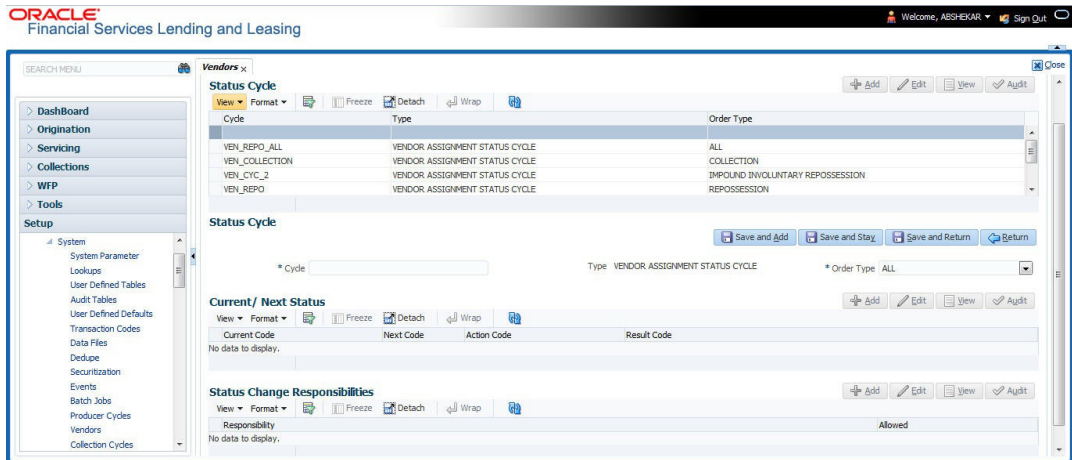 ORACLE
Financial Services Lending and Leasing
Welcome, ABSHEKAR
Sign Out
SEARCH MENU
DashBoard
Origination
Servicing
Collections
WFP
Tools
Setup
System
System Parameter
Lookups
User Defined Tables
Audit Tables
User Defined Defaults
Transaction Codes
Data Files
Dedupe
Securitization
Events
Batch Jobs
Producer Cycles
Vendors
Collection Cycles
Vendors
Close
Status Cycle
Add Edit View Audit
View Format Freeze Detach Wrap
Cycle Type Order Type
VEN_REPO_ALL VENDOR ASSIGNMENT STATUS CYCLE ALL
VEN_COLLECTION VENDOR ASSIGNMENT STATUS CYCLE COLLECTION
VEN_CYC_2 VENDOR ASSIGNMENT STATUS CYCLE IMPOUND INVOLUNTARY REPOSSESSION
VEN_REPO VENDOR ASSIGNMENT STATUS CYCLE REPOSSESSION
Status Cycle
Save and Add Save and Stay Save and Return Return
* Cycle Type VENDOR ASSIGNMENT STATUS CYCLE * Order Type ALL
Current/ Next Status
Add Edit View Audit
View Format Freeze Detach Wrap
Current Code Next Code Action Code Result Code
No data to display.
Status Change Responsibilities
Add Edit View Audit
View Format Freeze Detach Wrap
Responsibility Allowed
No data to display.